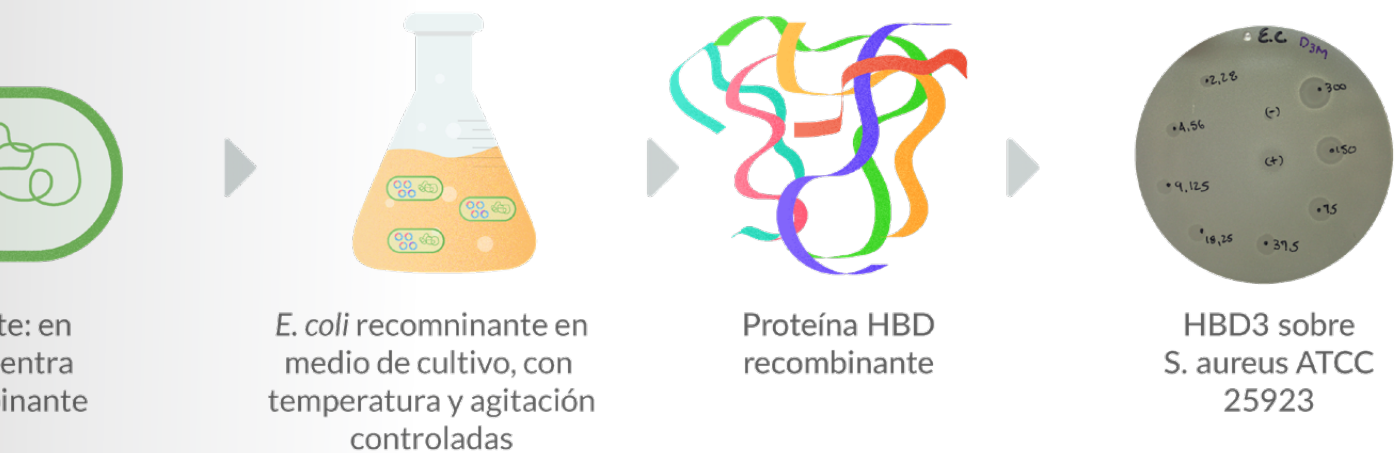 te: en
entra
inante
E. coli recomninante en
medio de cultivo, con
temperatura y agitación
controladas
Proteína HBD
recombinante
E.C D3M
2,28
300
(-)
4,56
150
(+)
9,125
75
18,25
37.5
HBD3 sobre
S. aureus ATCC
25923